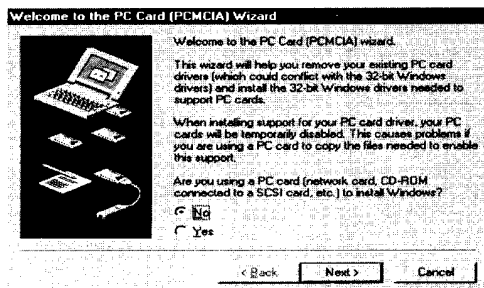 Welcome to the PC Card (PCMCIA) Wizard
Welcome to the PC Card (PCMCIA) wizard.
This wizard will help you remove your existing PC card
drivers (which could conflict with the 32-bit Windows
drivers) and install the 32-bit Windows drivers needed to
support PC cards.
When installing support for your PC card driver, your PC
cards will be temporarily disabled. This causes problems if
you are using a PC card to copy the files needed to enable
this support.
Are you using a PC card (network card, CD-ROM
connected to a SCSI card, etc.) to install Windows?
No
Yes
< Back Next > Cancel